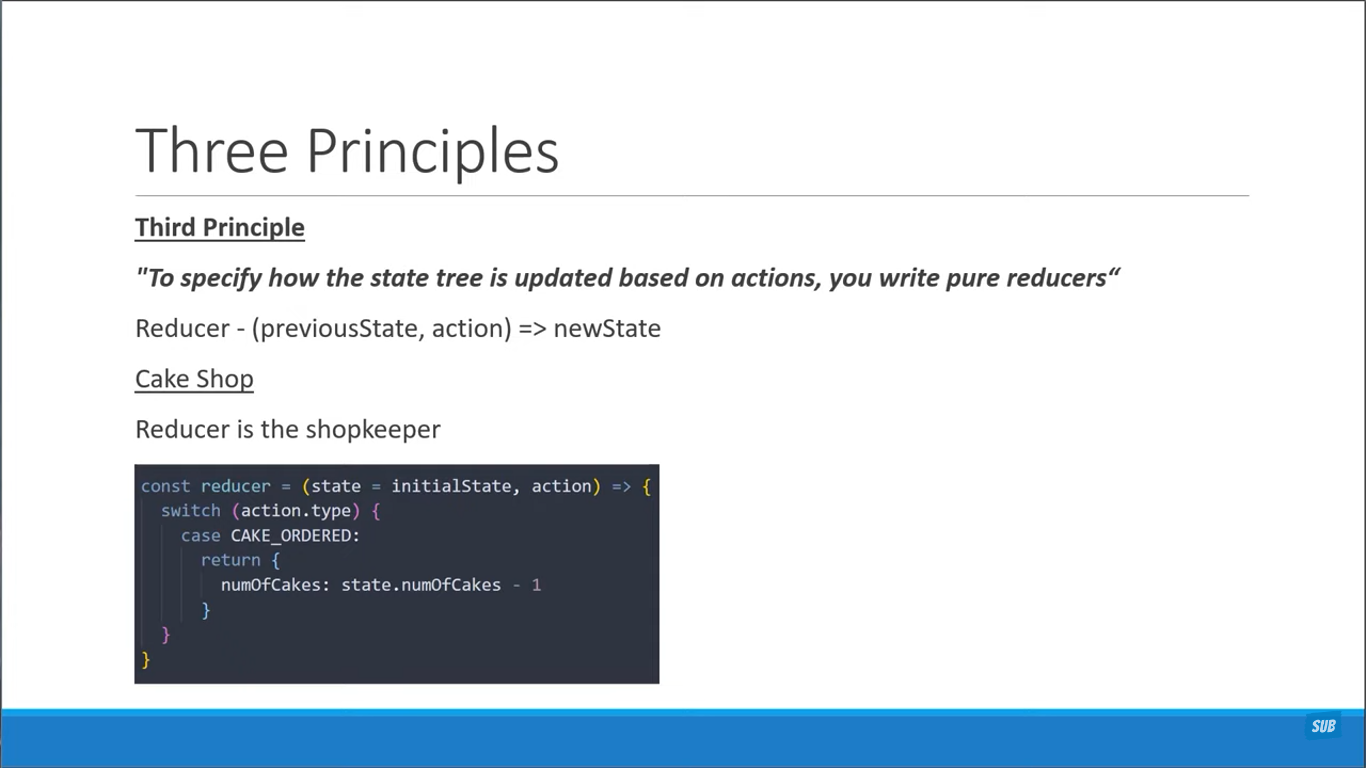 Three Principles
Third Principle
"To specify how the state tree is updated based on actions, you write pure reducers“
Reducer - (previousState, action) => newState
Cake Shop
Reducer is the shopkeeper
const reducer = (state = initialState, action) => {
  switch (action.type) {
    case CAKE_ORDERED:
      return {
        numOfCakes: state.numOfCakes - 1
      }
  }
}
SUB